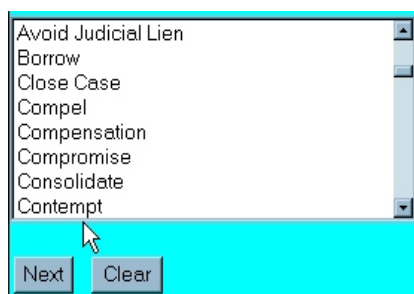 Avoid Judicial Lien
Borrow
Close Case
Compel
Compensation
Compromise
Consolidate
Contempt
Next Clear